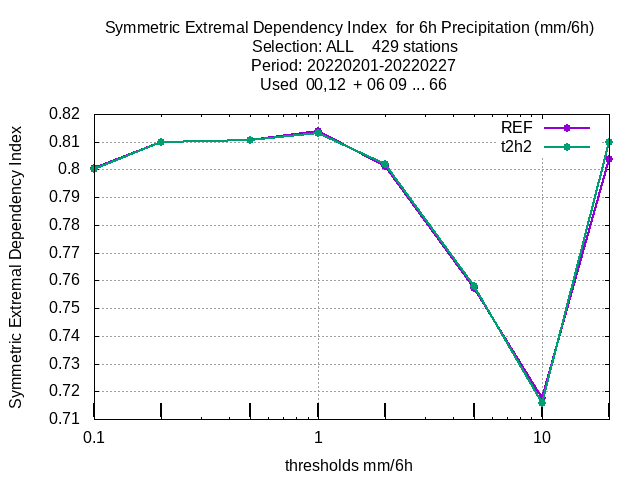 Symmetric Extremal Dependency Index  for 6h Precipitation (mm/6h)
Selection: ALL    429 stations
Period: 20220201-20220227
Used  00,12  + 06 09 ... 66
REF
t2h2
0.82
0.81
0.8
0.79
0.78
0.77
0.76
0.75
0.74
0.73
0.72
0.71
Symmetric Extremal Dependency Index
0.1
1
10
thresholds mm/6h